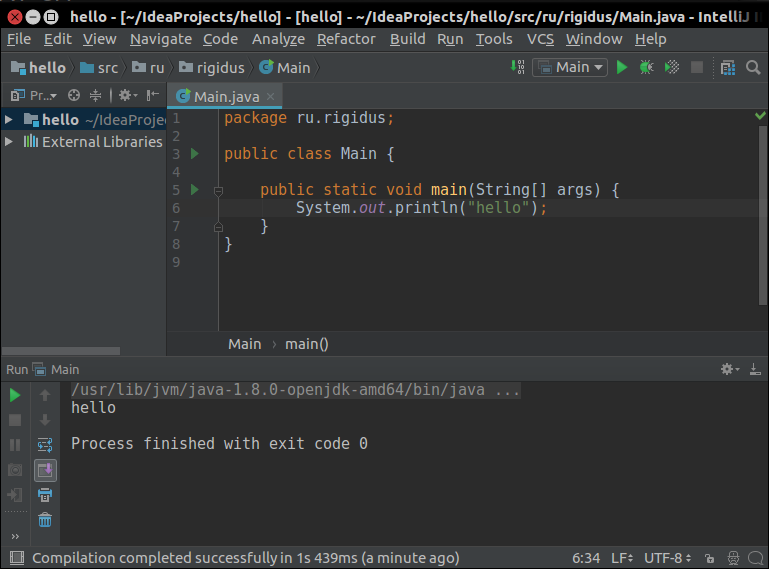 hello - [~/IdeaProjects/hello] - [hello] - ~/IdeaProjects/hello/src/ru/rigidus/Main.java - IntelliJ
File Edit View Navigate Code Analyze Refactor Build Run Tools VCS Window Help
hello src ru rigidus Main Main
Pr... Main.java
hello ~/IdeaProje
External Libraries
1 package ru.rigidus;
2
3 public class Main {
4
5 public static void main(String[] args) {
6 System.out.println("hello");
7 }
8 }
9
Main › main()
Run Main
/usr/lib/jvm/java-1.8.0-openjdk-amd64/bin/java ...
hello
Process finished with exit code 0
»
Compilation completed successfully in 1s 439ms (a minute ago) 6:34 LF UTF-8